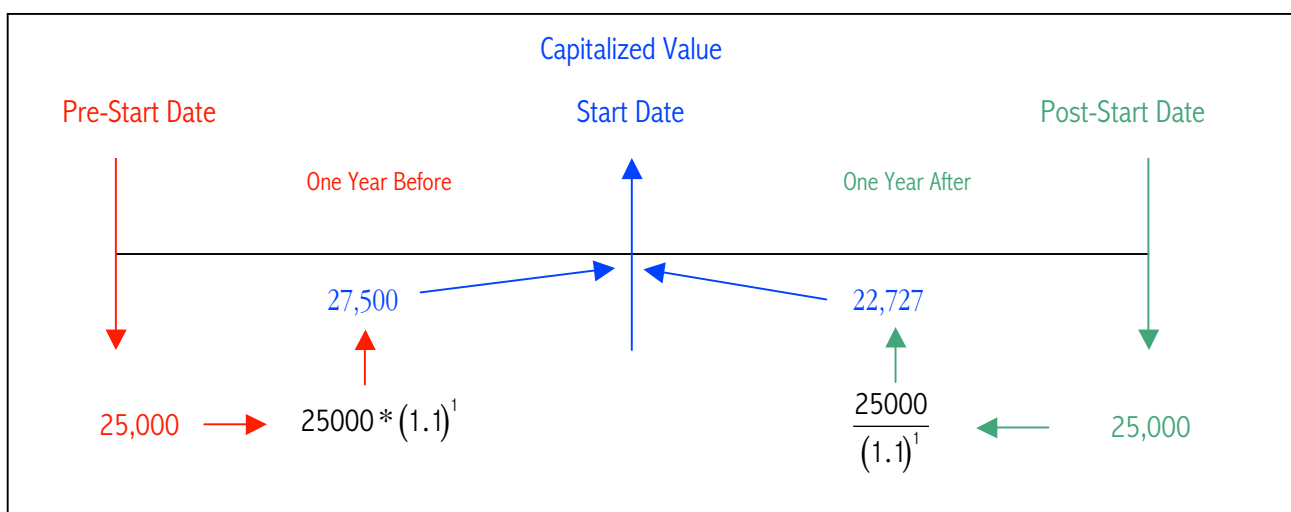 Capitalized Value
Pre-Start Date
Start Date
Post-Start Date
One Year Before
One Year After
27,500
22,727
25,000
25000 * (1.1)^1
25000
(1.1)^1
25,000